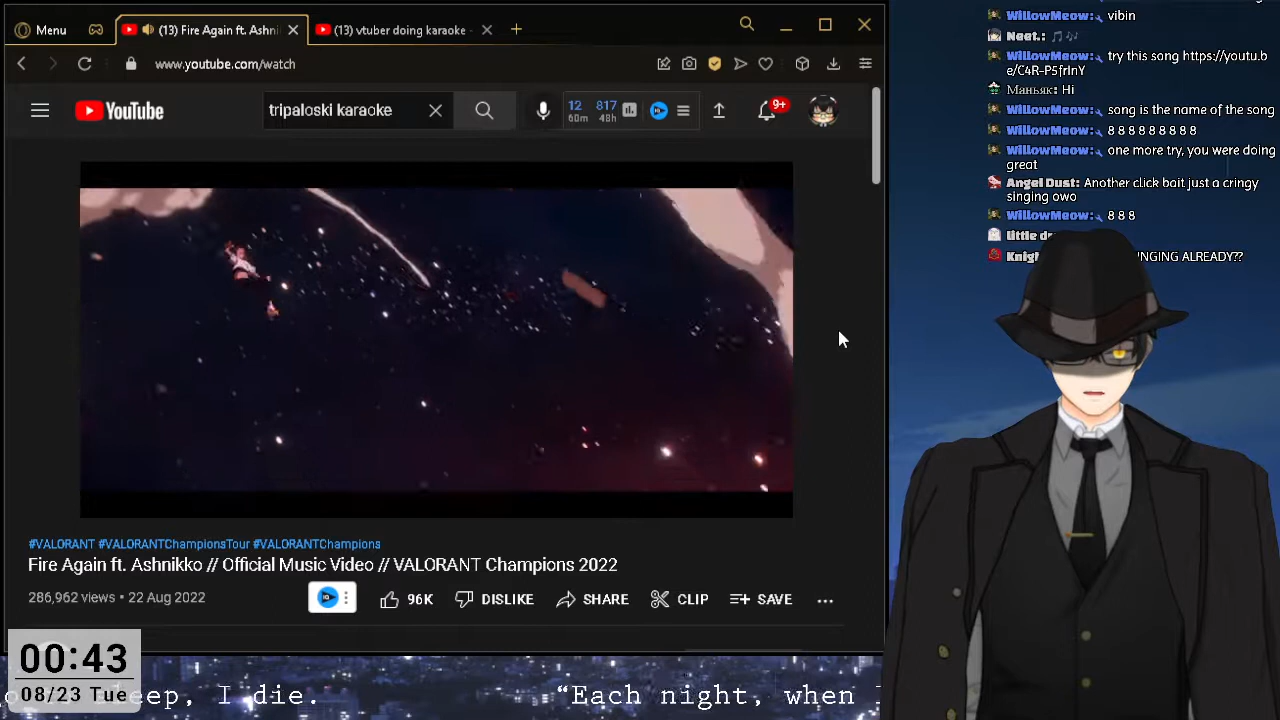 Menu
(13) Fire Again ft. Ashni
(13) vtuber doing karaoke -
www.youtube.com/watch
YouTube
tripaloski karaoke
12 817
60m 48h
9+
#VALORANT #VALORANTChampionsTour #VALORANTChampions
Fire Again ft. Ashnikko // Official Music Video // VALORANT Champions 2022
286,962 views • 22 Aug 2022
96K
DISLIKE
SHARE
CLIP
SAVE
00:43
08/23 Tue
eep, I die.
“Each night, when I
WillowMeow: vibin
Neet.: 🎵🎶
WillowMeow: try this song https://youtu.b
e/C4R-P5frInY
Маньяк: Hi
WillowMeow: song is the name of the song
WillowMeow: 8 8 8 8 8 8 8 8 8
WillowMeow: one more try, you were doing
great
Angel Dust: Another click bait just a cringy
singing owo
WillowMeow: 8 8 8
Little
Knig
NGING ALREADY??